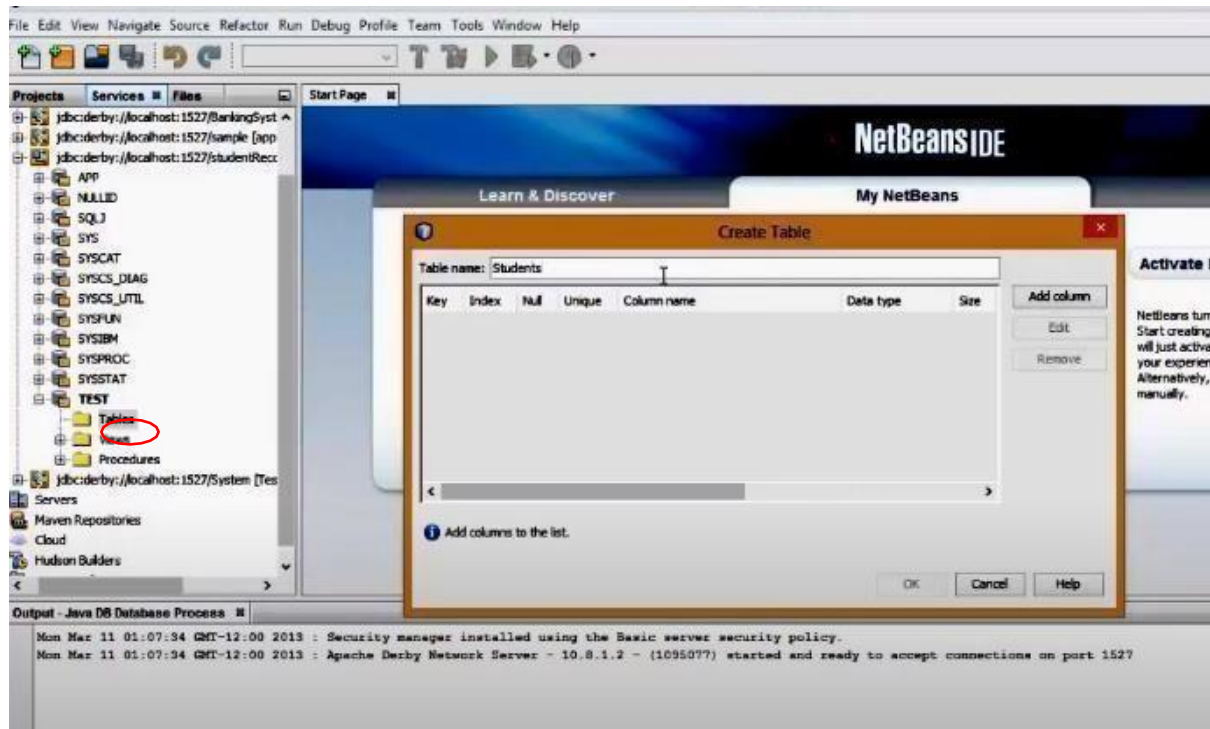 File Edit View Navigate Source Refactor Run Debug Profile Team Tools Window Help
Projects Services Files
Start Page
jdbc:derby://localhost:1527/BankingSyst
jdbc:derby://localhost:1527/sample [app
jdbc:derby://localhost:1527/studentRecc
APP
NULLID
SQLJ
SYS
SYSCAT
SYSCS_DIAG
SYSCS_UTIL
SYSFUN
SYSIBM
SYSPROC
SYSSTAT
TEST
Tables
Views
Procedures
jdbc:derby://localhost:1527/System [Tes
Servers
Maven Repositories
Cloud
Hudson Builders
NetBeans IDE
Learn & Discover
My NetBeans
Create Table
Table name: Students
Key Index Null Unique Column name Data type Size
Add column
Edit
Remove
Add columns to the list.
OK Cancel Help
Activate
NetBeans turn
Start creating
will just activa
your experien
Alternatively,
manually.
Output - Java DB Database Process
Mon Mar 11 01:07:34 GMT-12:00 2013 : Security manager installed using the Basic server security policy.
Mon Mar 11 01:07:34 GMT-12:00 2013 : Apache Derby Network Server - 10.8.1.2 - (1095077) started and ready to accept connections on port 1527